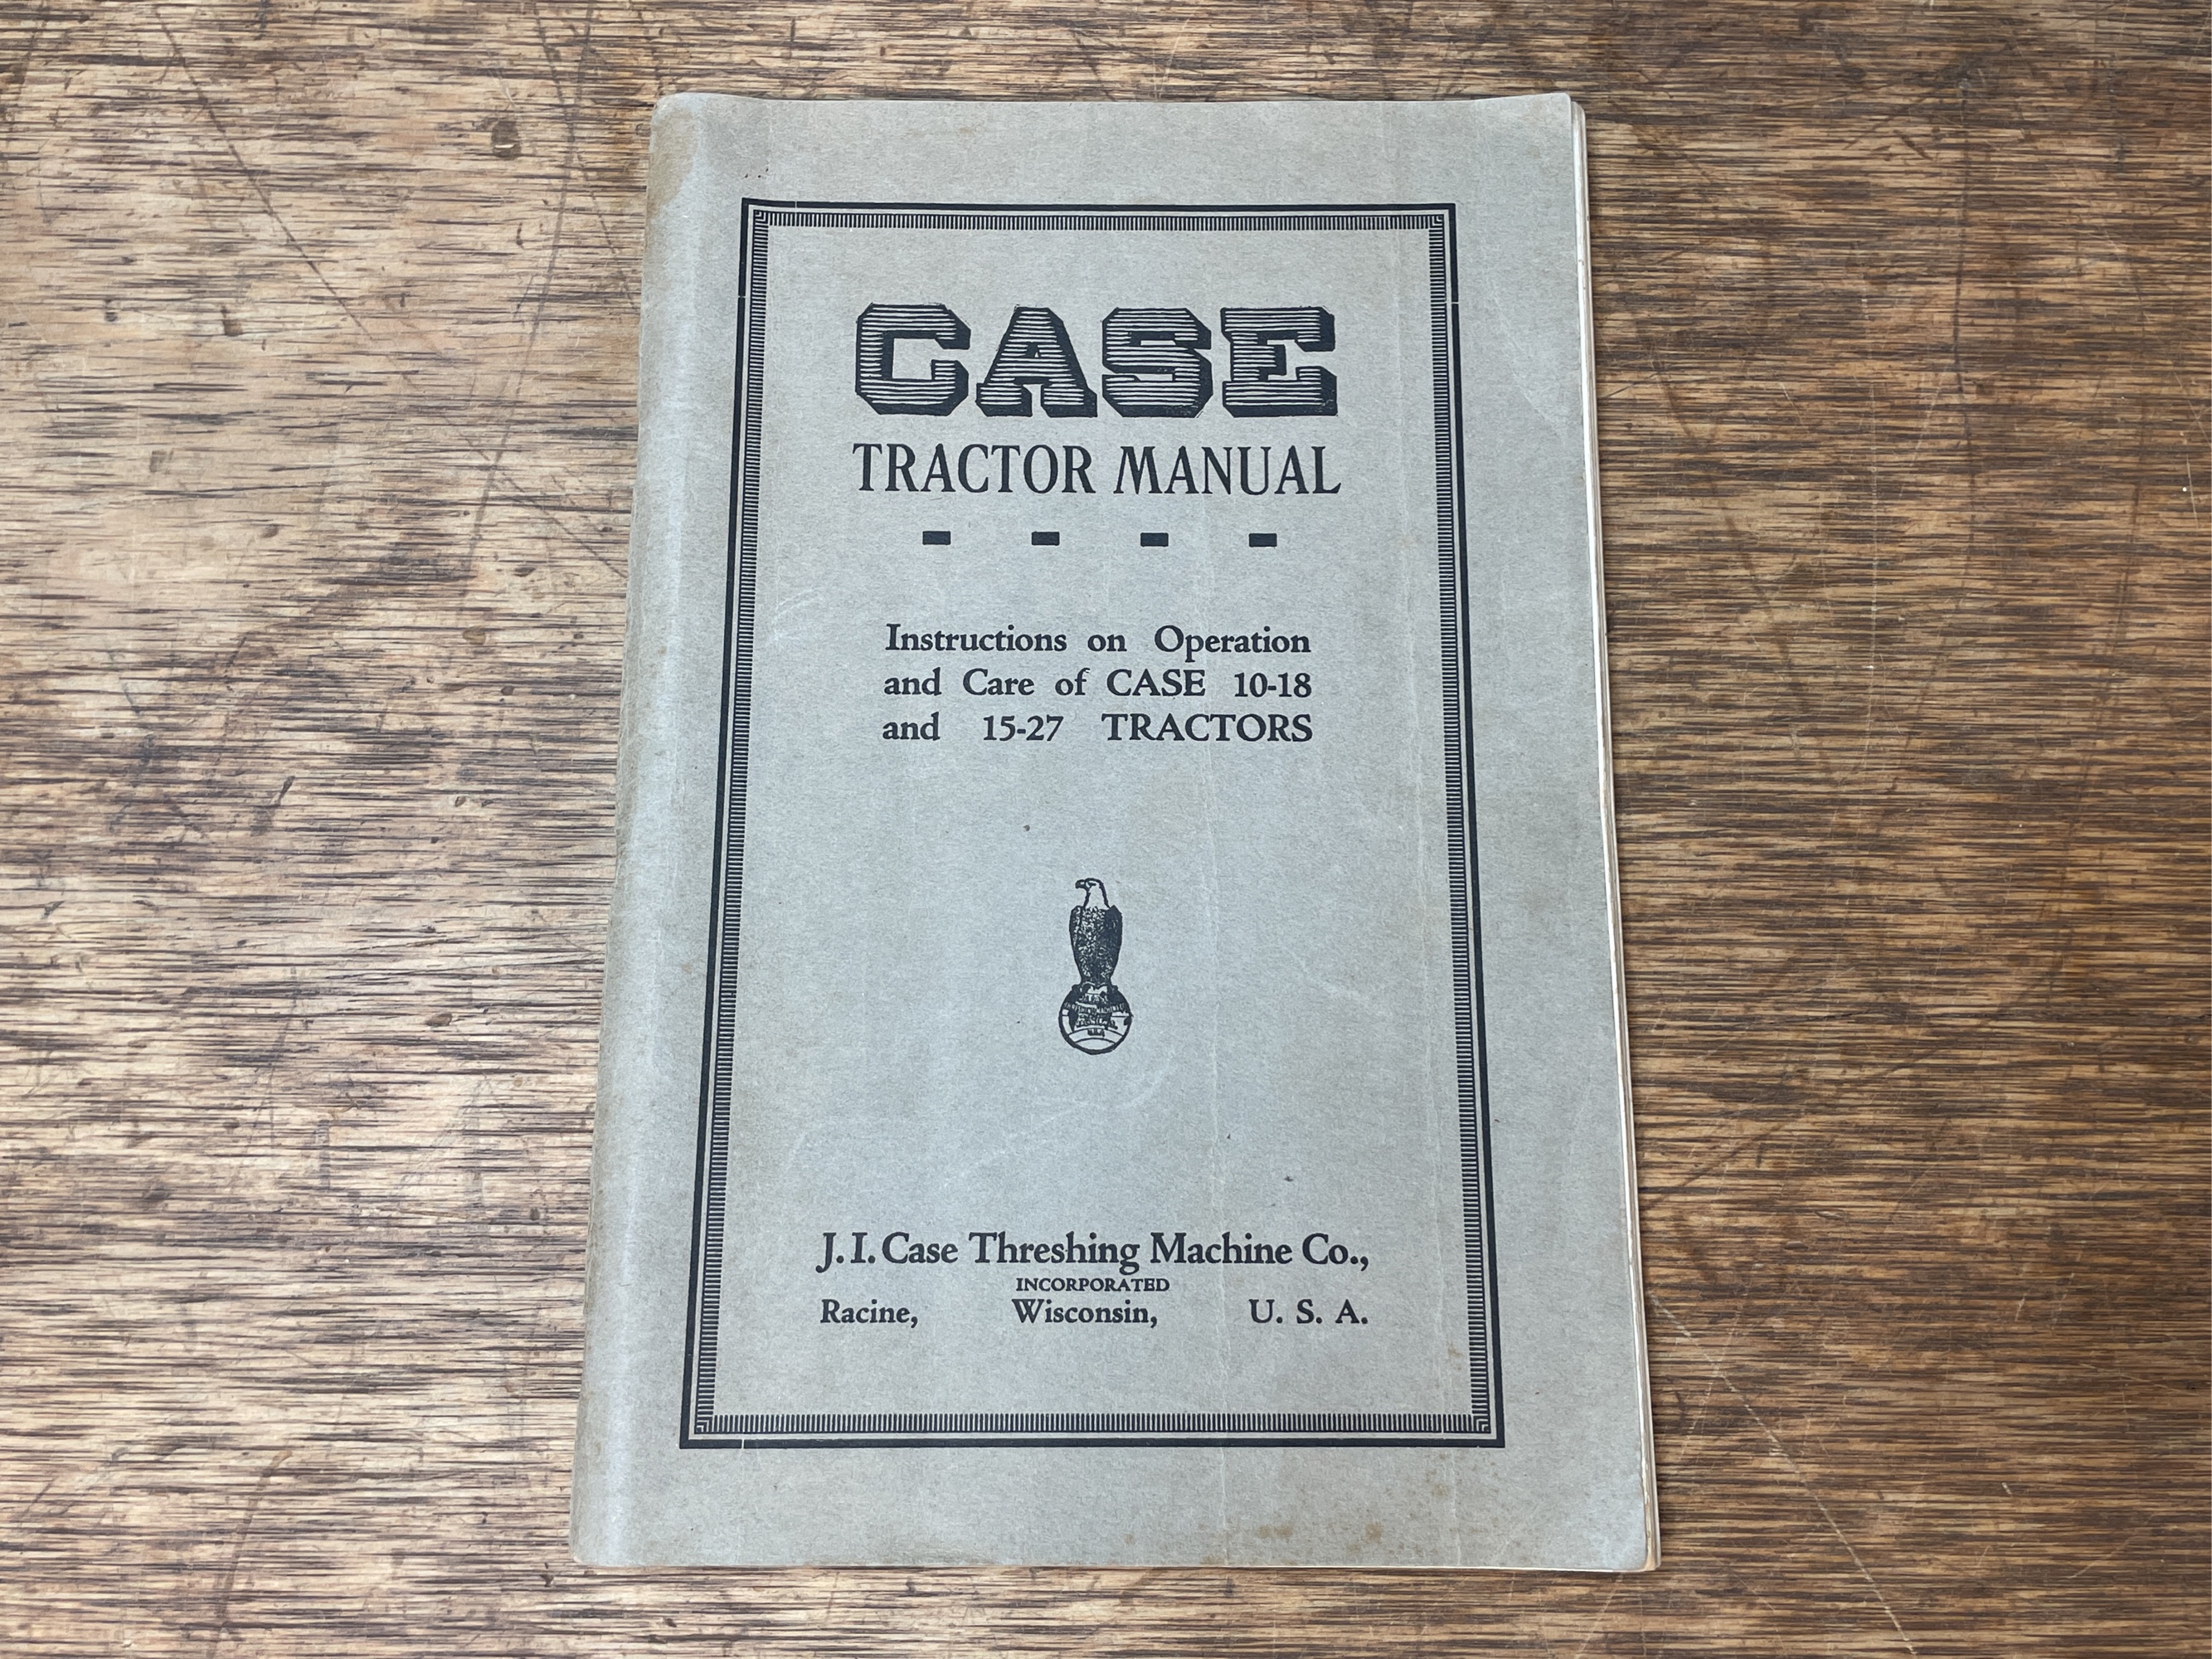 CASE
TRACTOR MANUAL
Instructions on Operation
and Care of CASE 10-18
and 15-27 TRACTORS
J. I. Case Threshing Machine Co.,
INCORPORATED
Racine, Wisconsin, U. S. A.